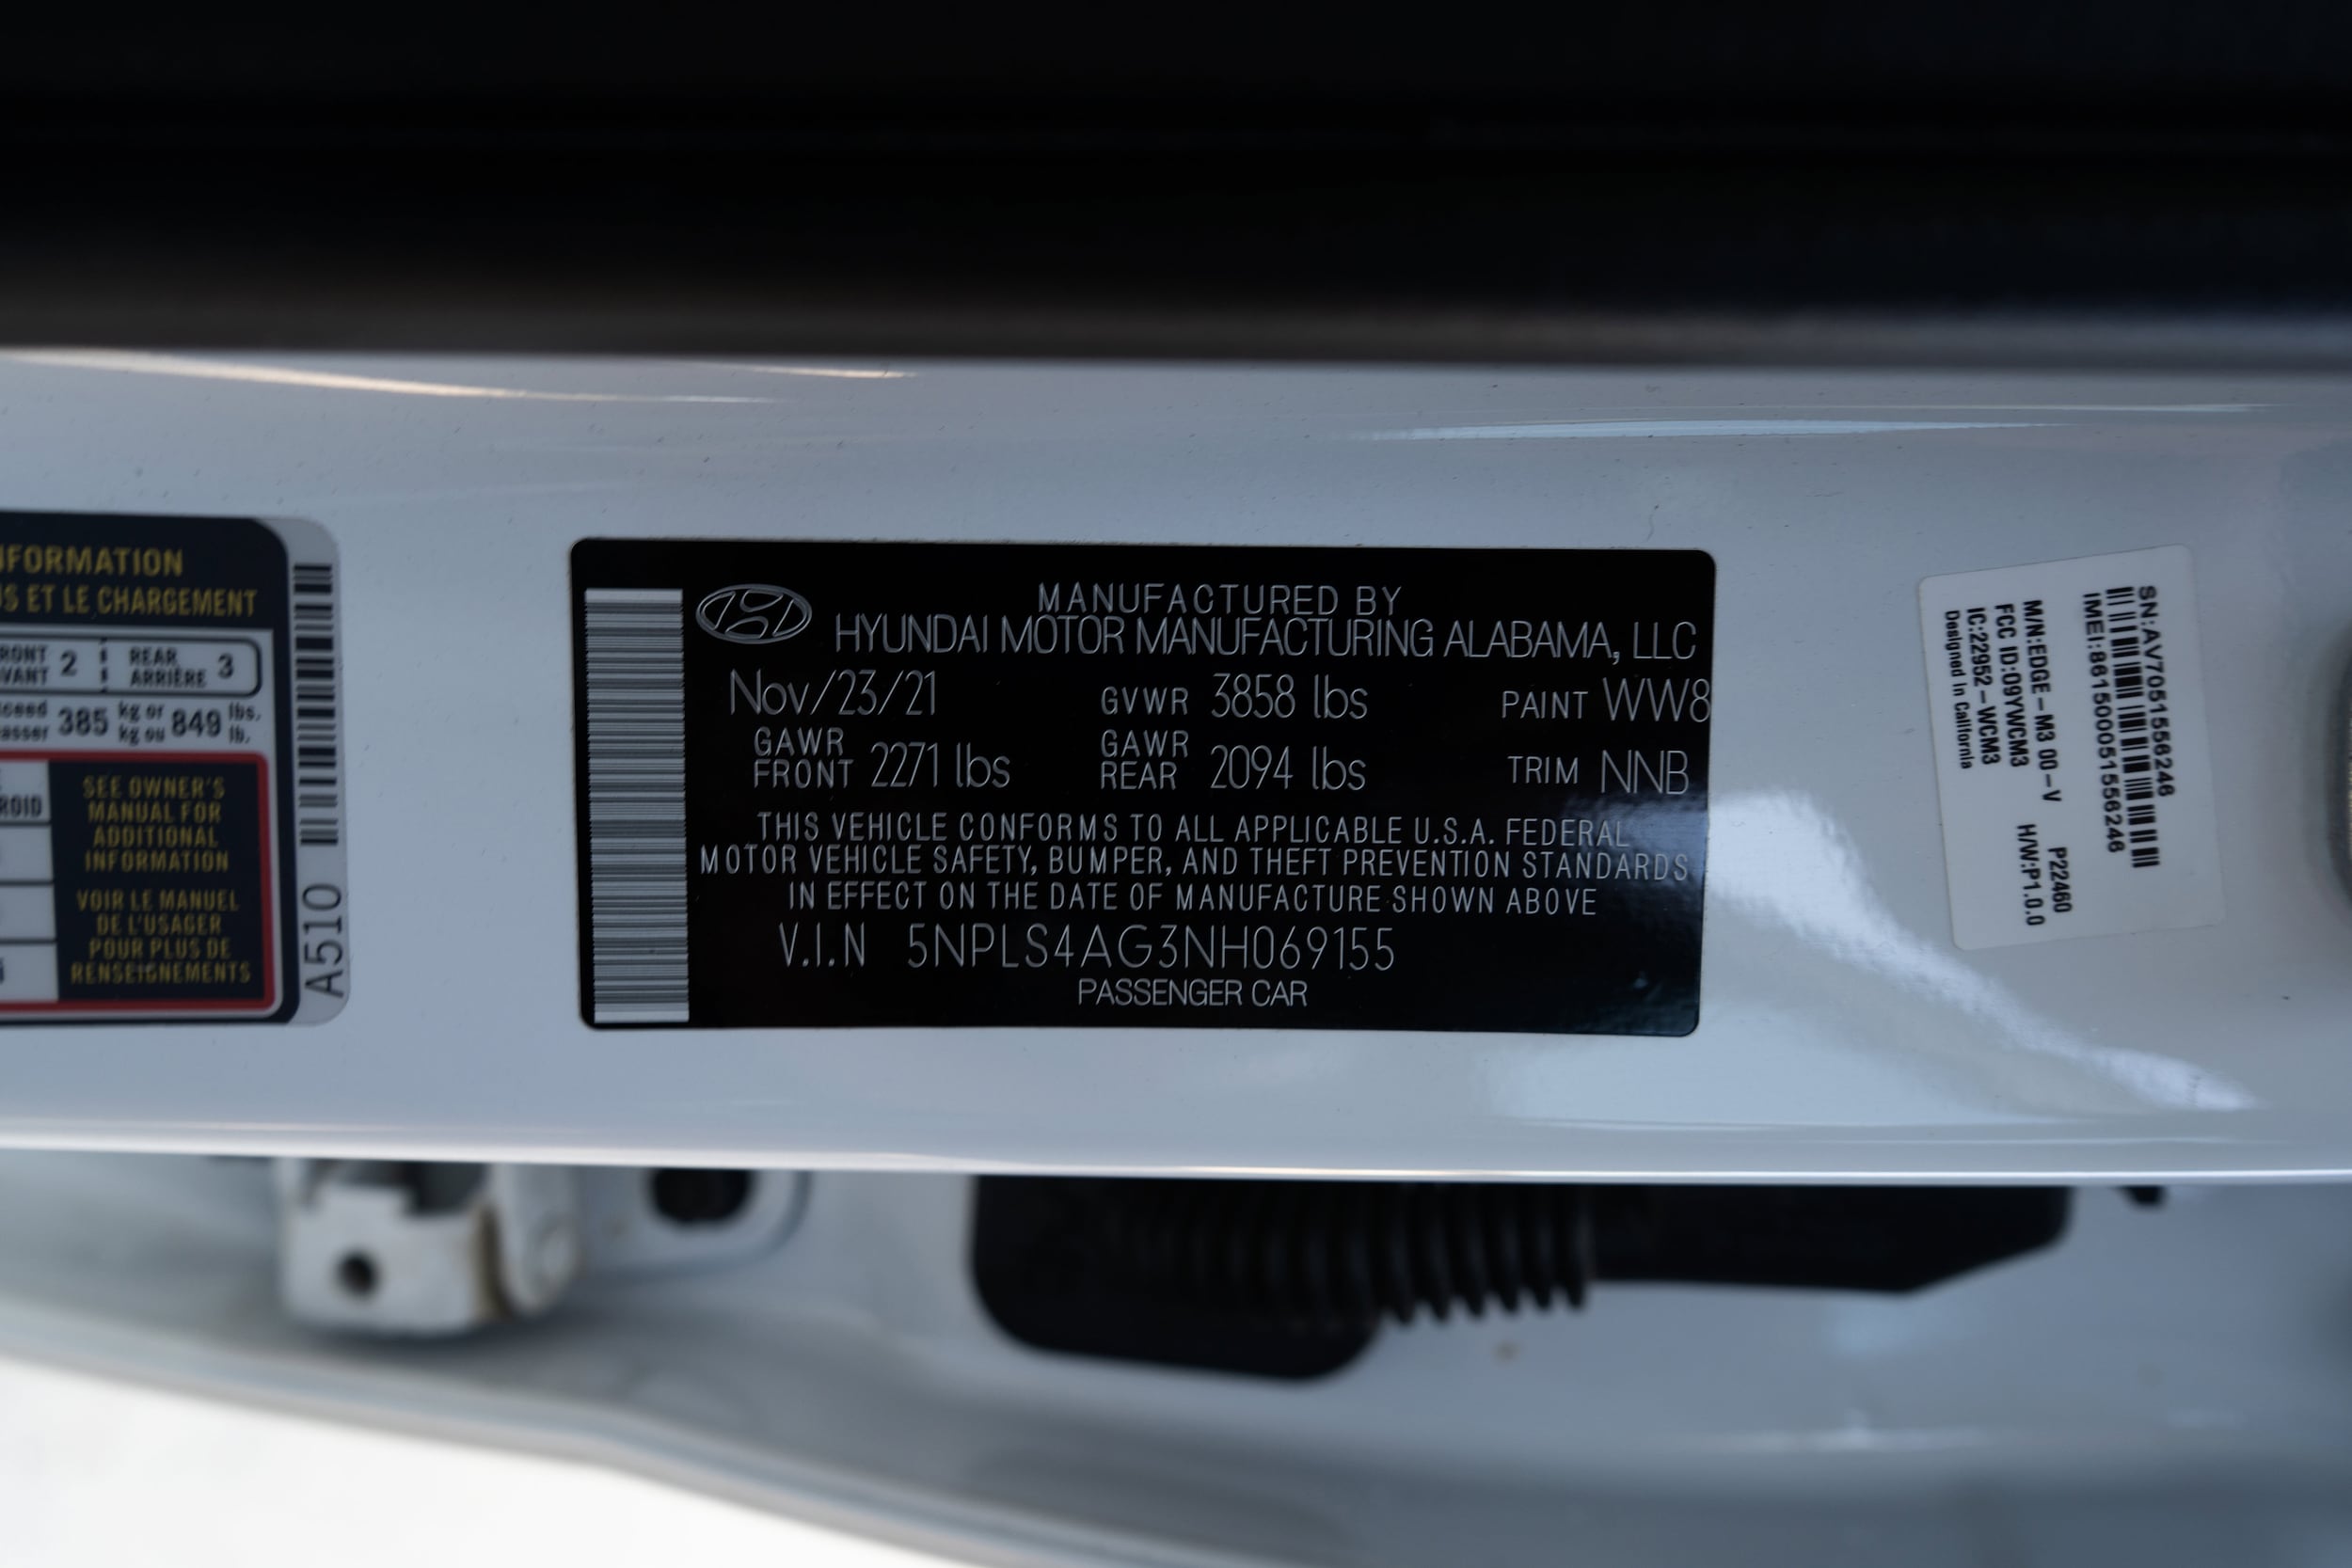 FORMATION
S ET LE CHARGEMENT
RONT VANT 2 REAR ARRIÈRE 3
385 kg or kg ou 849 lbs. lb.
ROID
SEE OWNER'S
MANUAL FOR
ADDITIONAL
INFORMATION
VOIR LE MANUEL
DE L'USAGER
POUR PLUS DE
RENSEIGNEMENTS
A510
MANUFACTURED BY
HYUNDAI MOTOR MANUFACTURING ALABAMA, LLC
Nov/23/21 GVWR 3858 lbs PAINT WW8
GAWR FRONT 2271 lbs GAWR REAR 2094 lbs TRIM NNB
THIS VEHICLE CONFORMS TO ALL APPLICABLE U.S.A. FEDERAL
MOTOR VEHICLE SAFETY, BUMPER, AND THEFT PREVENTION STANDARDS
IN EFFECT ON THE DATE OF MANUFACTURE SHOWN ABOVE
V.I.N 5NPLS4AG3NH069155
PASSENGER CAR
SN:AV7051556246
IMEI:861500051556246
M/N:EDGE-M3 00-V P22460
FCC ID:09YWCM3 H/W:P1.0.0
IC:22952-WCM3
Designed in California